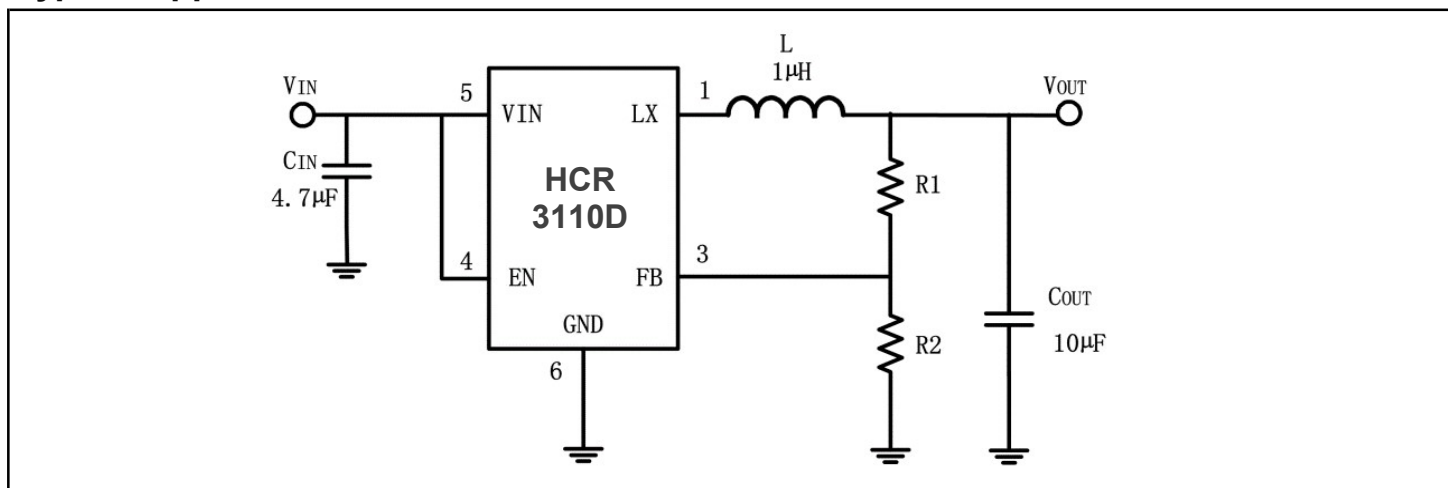 L
1μH
VIN
5
1
VOUT
VIN
LX
CIN
4.7μF
HCR
3110D
R1
4
3
EN
FB
GND
COUT
10μF
R2
6